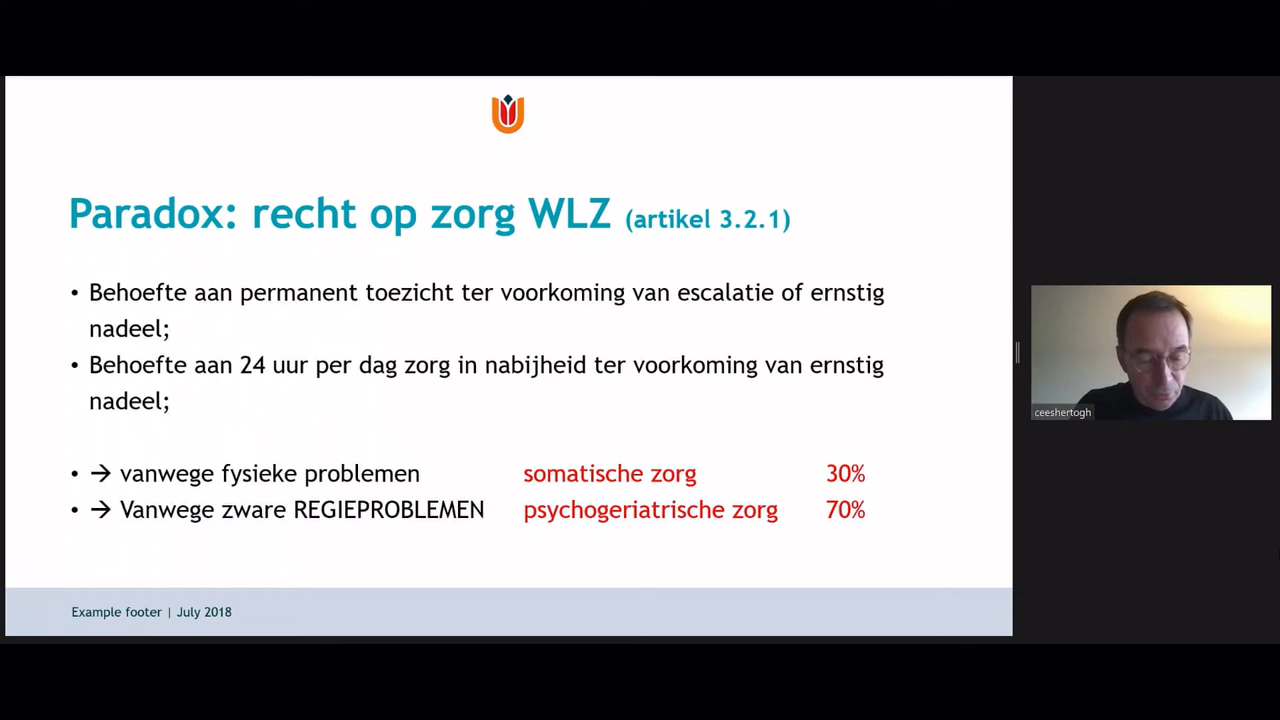 Paradox: recht op zorg WLZ (artikel 3.2.1)
• Behoefte aan permanent toezicht ter voorkoming van escalatie of ernstig
nadeel;
• Behoefte aan 24 uur per dag zorg in nabijheid ter voorkoming van ernstig
nadeel;
• → vanwege fysieke problemen somatische zorg 30%
• → Vanwege zware REGIEPROBLEMEN psychogeriatrische zorg 70%
Example footer | July 2018
ceeshertogh